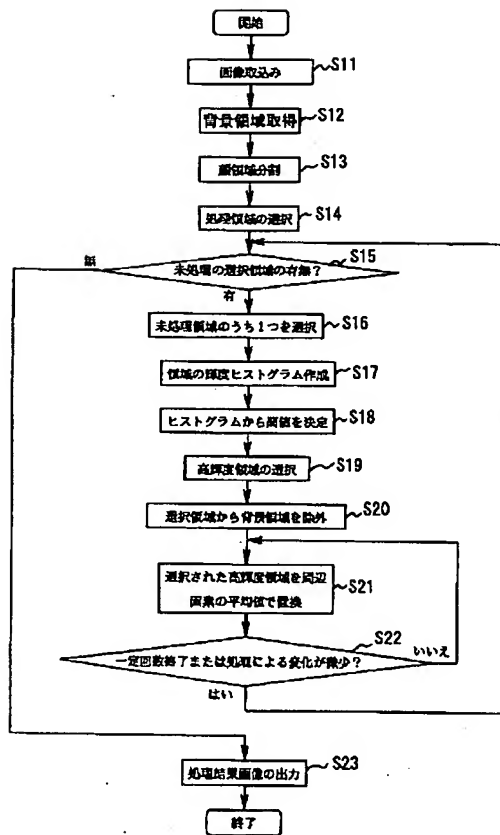 開始
画像取込み
S11
背景領域取得
S12
顔領域分割
S13
処理領域の選択
S14
未処理の選択領域の有無?
S15
無
有
未処理領域のうち1つを選択
S16
領域の輝度ヒストグラム作成
S17
ヒストグラムから閾値を決定
S18
高輝度領域の選択
S19
選択領域から背景領域を除外
S20
選択された高輝度領域を周辺
画素の平均値で置換
S21
一定回数終了または処理による変化が微少?
S22
いいえ
はい
処理結果画像の出力
S23
終了